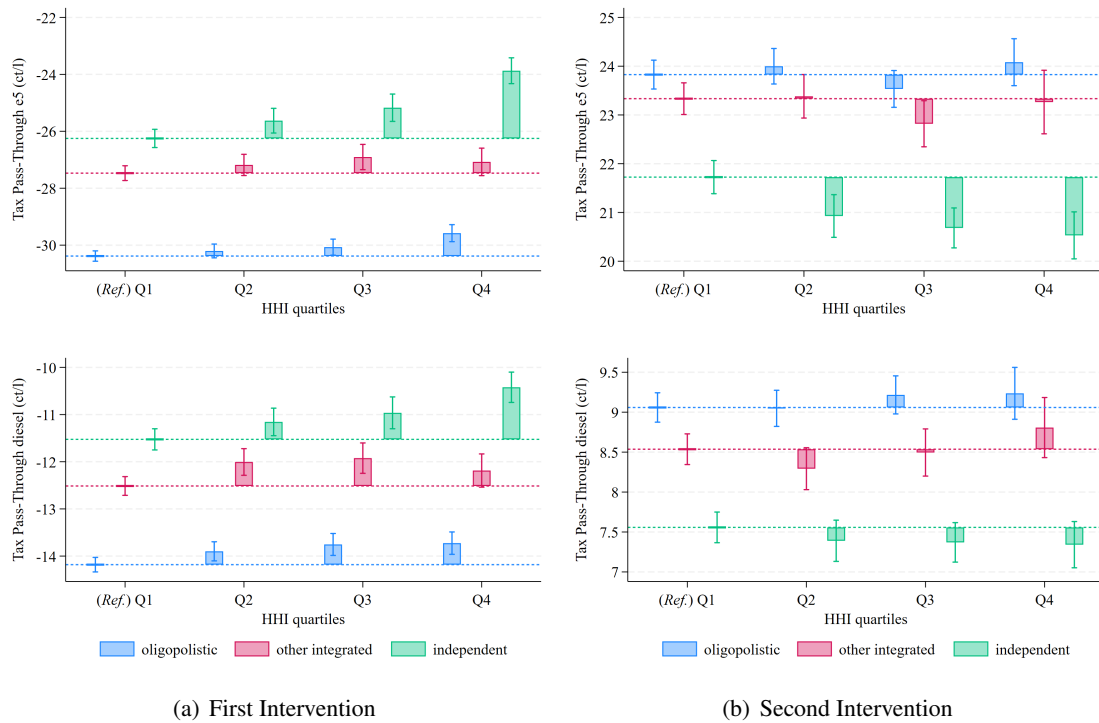 Tax Pass-Through e5 (ct/l)
-22
-24
-26
-28
-30
(Ref.) Q1 Q2 Q3 Q4
HHI quartiles
Tax Pass-Through e5 (ct/l)
25
24
23
22
21
20
(Ref.) Q1 Q2 Q3 Q4
HHI quartiles
Tax Pass-Through diesel (ct/l)
-10
-11
-12
-13
-14
(Ref.) Q1 Q2 Q3 Q4
HHI quartiles
oligopolistic other integrated independent
Tax Pass-Through diesel (ct/l)
9.5
9
8.5
8
7.5
7
(Ref.) Q1 Q2 Q3 Q4
HHI quartiles
oligopolistic other integrated independent
(a) First Intervention
(b) Second Intervention